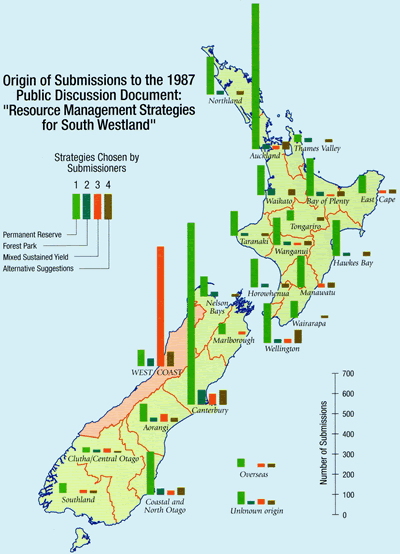 Origin of Submissions to the 1987
Public Discussion Document:
"Resource Management Strategies
for South Westland"
Strategies Chosen by
Submissioners
1 2 3 4
Permanent Reserve
Forest Park
Mixed Sustained Yield
Alternative Suggestions
Northland
Auckland
Thames Valley
Waikato
Bay of Plenty
East Cape
Tongariro
Taranaki
Wanganui
Hawkes Bay
Horowhenua
Manawatu
Nelson
Bays
Wairarapa
Marlborough
Wellington
WEST COAST
Canterbury
Aorangi
Clutha/Central Otago
Southland
Coastal and
North Otago
Overseas
Unknown origin
Number of Submissions
700
600
500
400
300
200
100
0